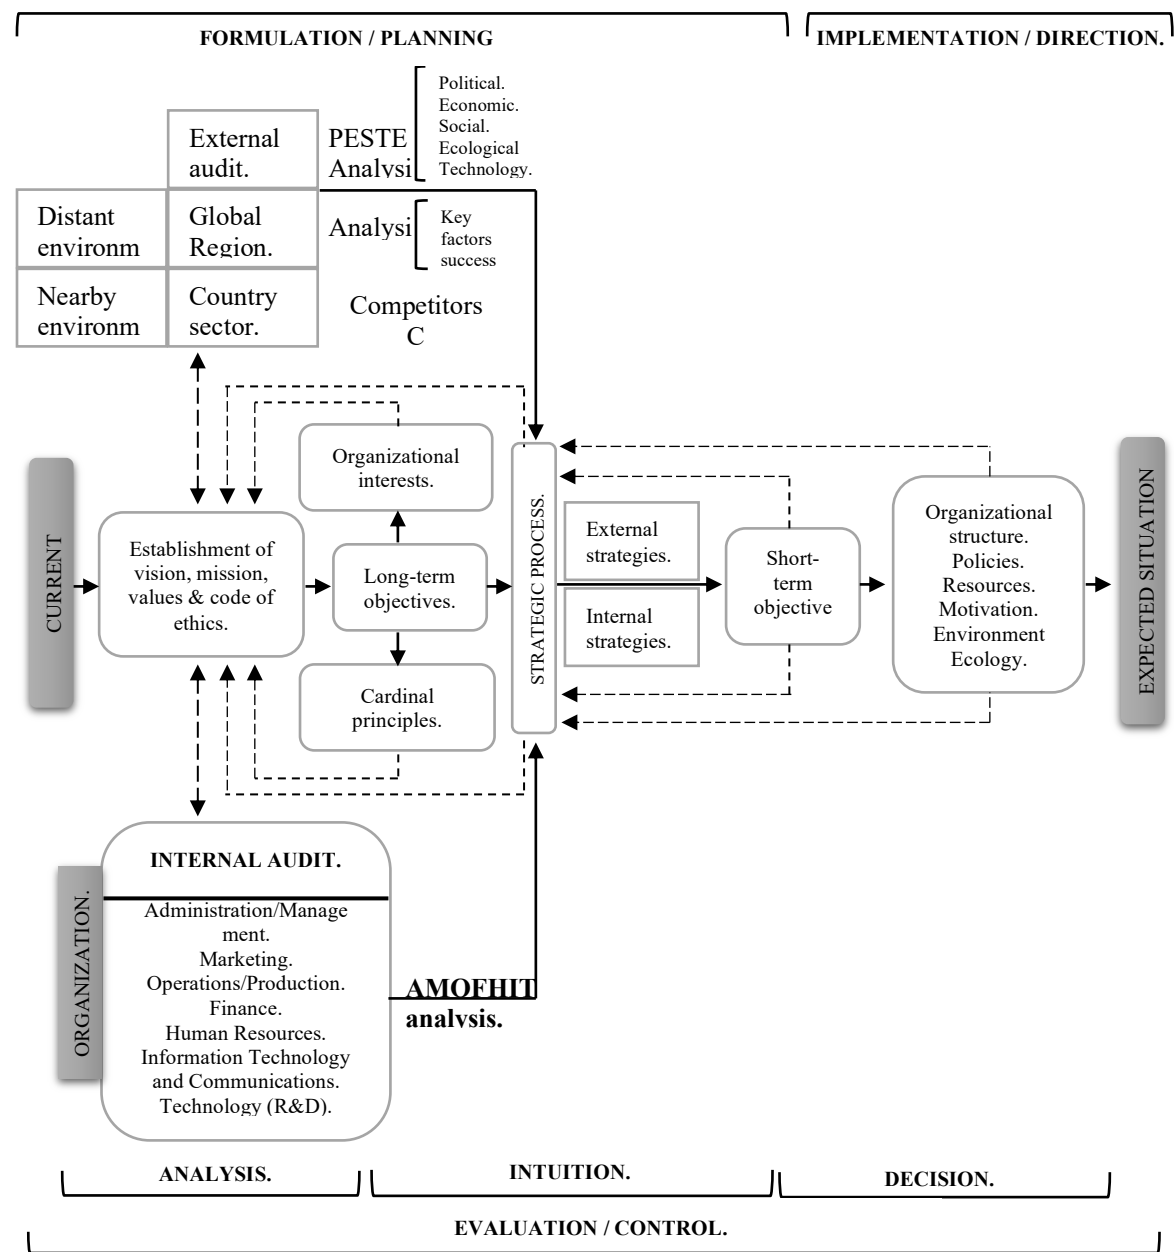 FORMULATION / PLANNING
IMPLEMENTATION / DIRECTION.
External
audit.
PESTE
Analysi
Political.
Economic.
Social.
Ecological
Technology.
Distant
environm
Global
Region.
Analysi
Key
factors
success
Nearby
environm
Country
sector.
Competitors
C
CURRENT
Establishment of
vision, mission,
values & code of
ethics.
Organizational
interests.
Long-term
objectives.
Cardinal
principles.
STRATEGIC PROCESS.
External
strategies.
Internal
strategies.
Short-
term
objective
Organizational
structure.
Policies.
Resources.
Motivation.
Environment
Ecology.
EXPECTED SITUATION
ORGANIZATION.
INTERNAL AUDIT.
Administration/Manage
ment.
Marketing.
Operations/Production.
Finance.
Human Resources.
Information Technology
and Communications.
Technology (R&D).
AMOFHIT
analysis.
ANALYSIS.
INTUITION.
DECISION.
EVALUATION / CONTROL.